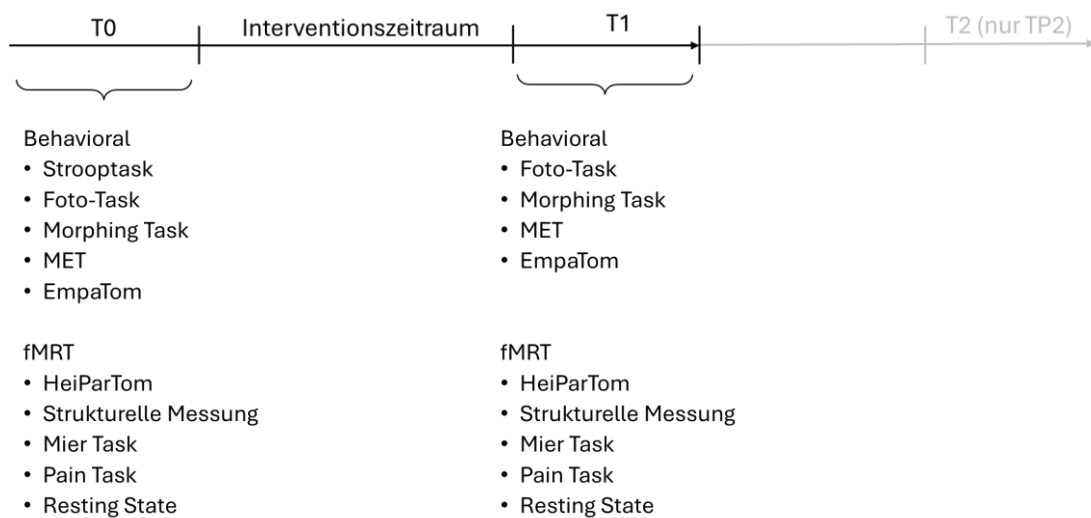 T0 Interventionszeitraum T1 T2 (nur TP2)
Behavioral
• Strooptask
• Foto-Task
• Morphing Task
• MET
• EmpaTom
fMRT
• HeiParTom
• Strukturelle Messung
• Mier Task
• Pain Task
• Resting State
Behavioral
• Foto-Task
• Morphing Task
• MET
• EmpaTom
fMRT
• HeiParTom
• Strukturelle Messung
• Mier Task
• Pain Task
• Resting State